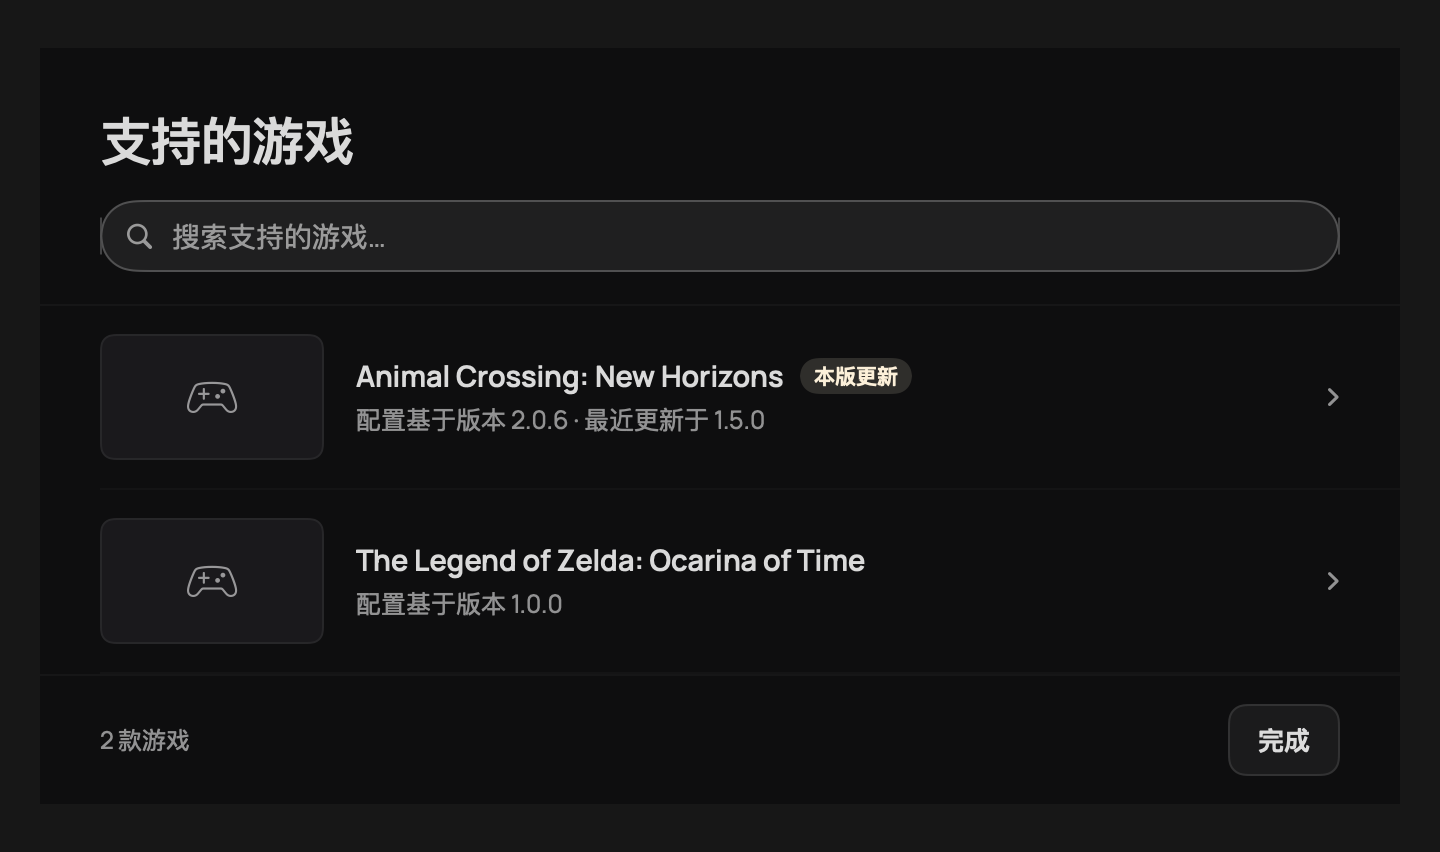 支持的游戏
搜索支持的游戏...
Animal Crossing: New Horizons 本版更新
配置基于版本 2.0.6 · 最近更新于 1.5.0
The Legend of Zelda: Ocarina of Time
配置基于版本 1.0.0
2 款游戏
完成